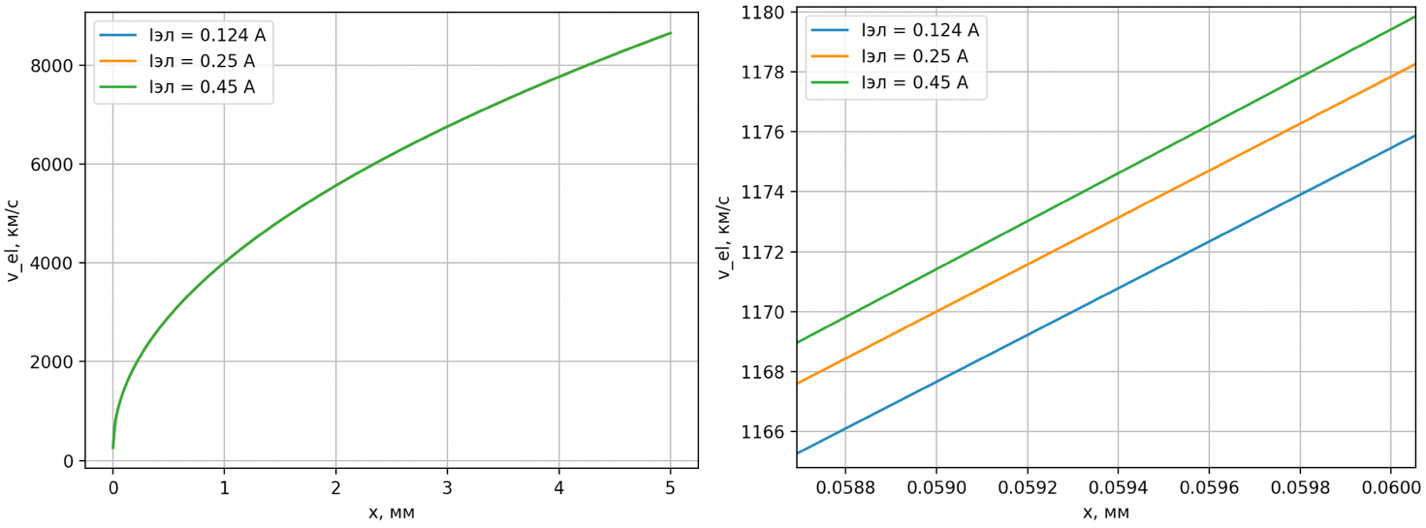 Iэл = 0.124 А
Iэл = 0.25 А
Iэл = 0.45 А
8000
6000
4000
2000
0
v_el, км/с
0 1 2 3 4 5
x, мм
Iэл = 0.124 А
Iэл = 0.25 А
Iэл = 0.45 А
1180
1178
1176
1174
1172
1170
1168
1166
v_el, км/с
0.0588 0.0590 0.0592 0.0594 0.0596 0.0598 0.0600
x, мм